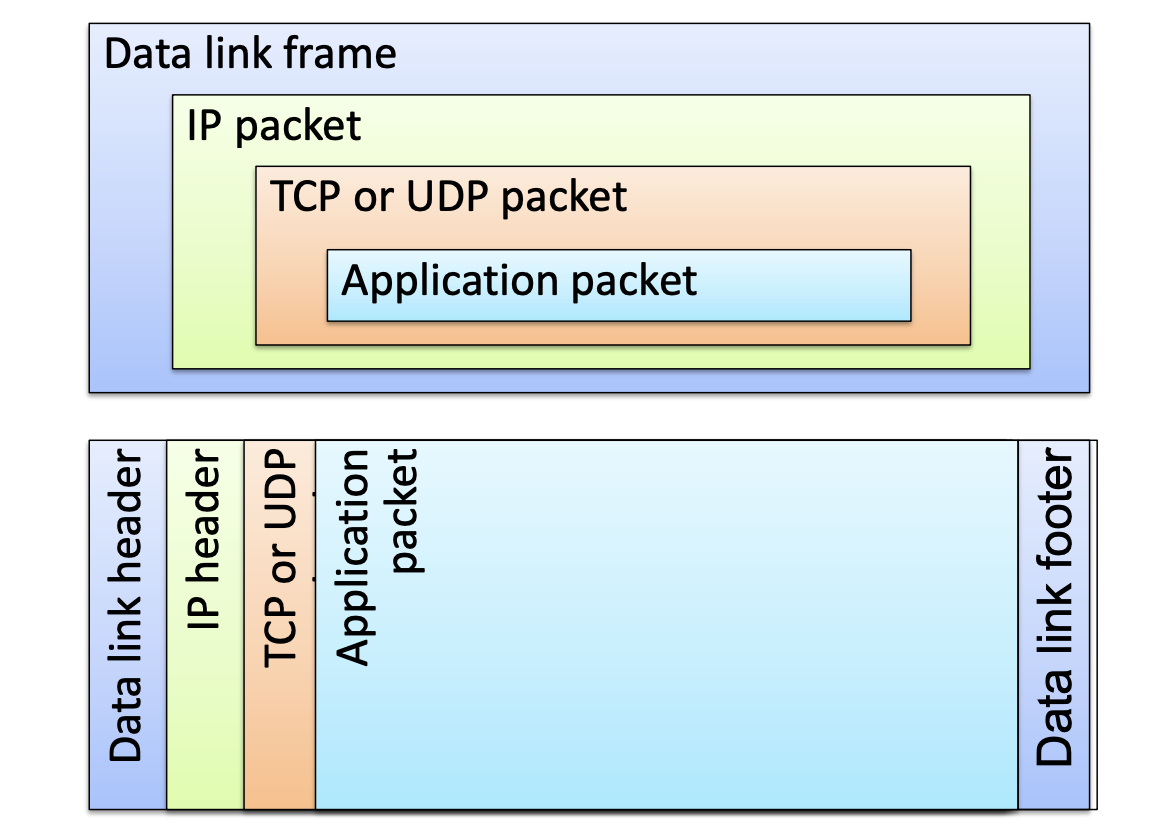 Data link frame
IP packet
TCP or UDP packet
Application packet
Data link header
IP header
TCP or UDP
Application
packet
Data link footer